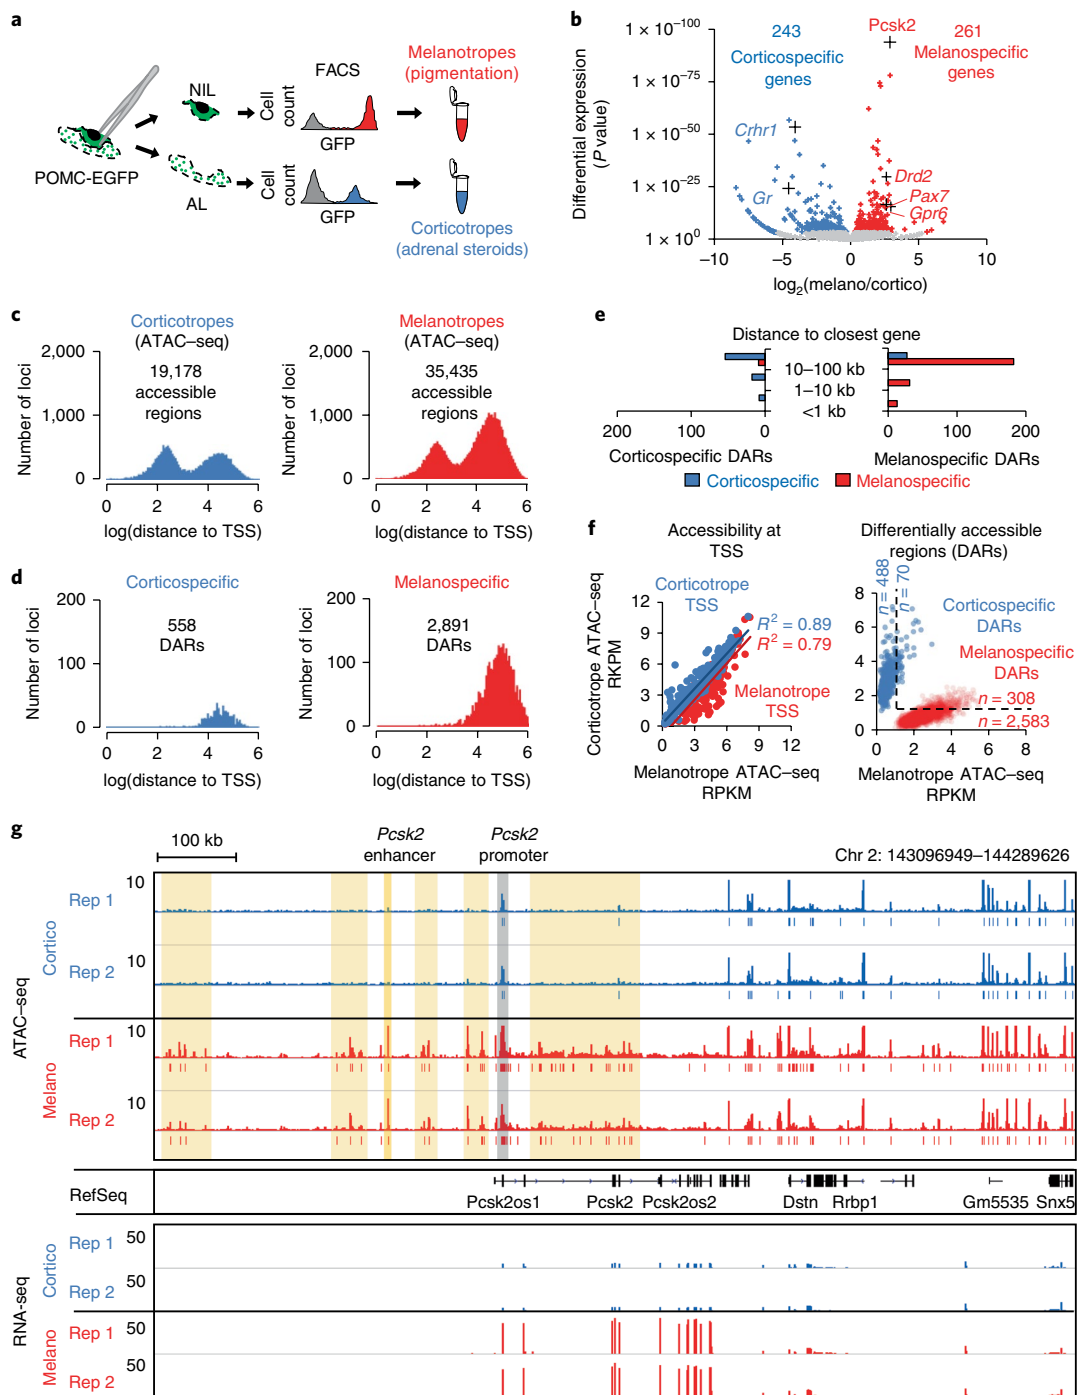 a
POMC-EGFP
NIL
AL
Cell count
FACS
GFP
Cell count
GFP
Melanotropes
(pigmentation)
Corticotropes
(adrenal steroids)
b
Differential expression
(P value)
1 × 10⁻¹⁰⁰
1 × 10⁻⁷⁵
1 × 10⁻⁵⁰
1 × 10⁻²⁵
1 × 10⁰
243
Corticospecific
genes
Pcsk2
261
Melanospecific
genes
Crhr1
Gr
Drd2
Pax7
Gpr6
−10 −5 0 5 10
log₂(melano/cortico)
c
Corticotropes
(ATAC–seq)
Number of loci
2,000
1,000
0
19,178
accessible
regions
0 2 4 6
log(distance to TSS)
Melanotropes
(ATAC–seq)
Number of loci
2,000
1,000
0
35,435
accessible
regions
0 2 4 6
log(distance to TSS)
d
Corticospecific
Number of loci
200
100
0
558
DARs
0 2 4 6
log(distance to TSS)
Melanospecific
Number of loci
200
100
0
2,891
DARs
0 3 4 6
log(distance to TSS)
e
Distance to closest gene
10–100 kb
1–10 kb
<1 kb
200 100 0
0 100 200
Corticospecific DARs
Melanospecific DARs
Corticospecific Melanospecific
f
Accessibility at
TSS
Corticotrope
TSS
Corticotrope ATAC–seq
RKPM
12
9
6
3
0
R² = 0.89
R² = 0.79
Melanotrope
TSS
0 3 6 9 12
Melanotrope ATAC–seq
RPKM
Differentially accessible
regions (DARs)
8
6
4
2
0
n = 488
n = 70
Corticospecific
DARs
Melanospecific
DARs
n = 308
n = 2,583
0 2 4 6 8
Melanotrope ATAC–seq
RPKM
g
100 kb
Pcsk2
enhancer
Pcsk2
promoter
Chr 2: 143096949–144289626
ATAC–seq
Cortico
Rep 1 10
Rep 2 10
Melano
Rep 1 10
Rep 2 10
RefSeq
Pcsk2os1 Pcsk2 Pcsk2os2 Dstn Rrbp1 Gm5535 Snx5
RNA-seq
Cortico
Rep 1 50
Rep 2 50
Melano
Rep 1 50
Rep 2 50